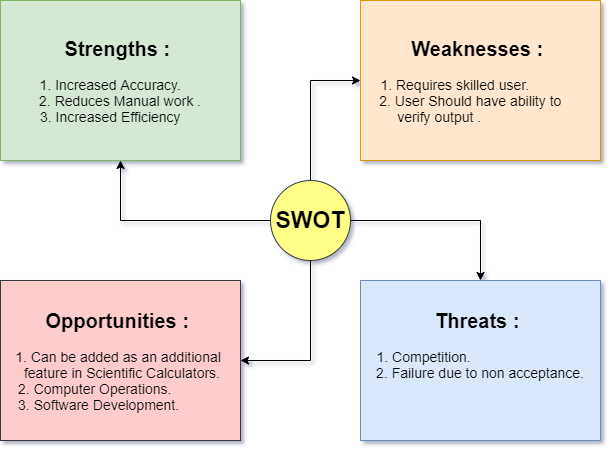 Strengths :
1. Increased Accuracy.
2. Reduces Manual work .
3. Increased Efficiency
Weaknesses :
1. Requires skilled user.
2. User Should have ability to
verify output .
SWOT
Opportunities :
1. Can be added as an additional
feature in Scientific Calculators.
2. Computer Operations.
3. Software Development.
Threats :
1. Competition.
2. Failure due to non acceptance.